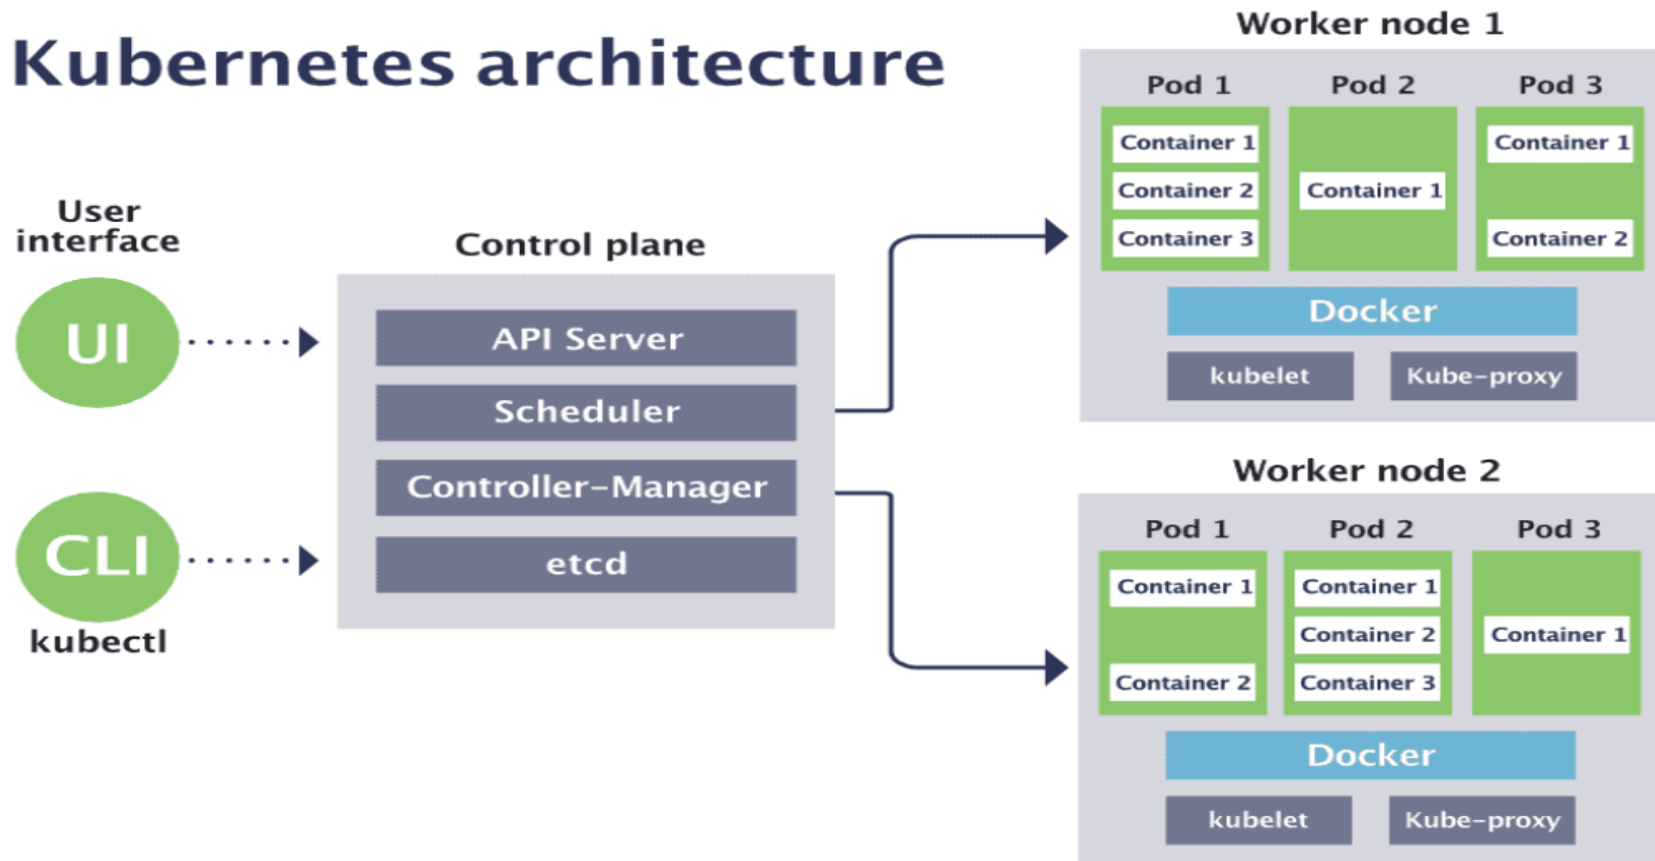 Kubernetes architecture
User
interface
UI
CLI
kubectl
Control plane
API Server
Scheduler
Controller-Manager
etcd
Worker node 1
Pod 1
Container 1
Container 2
Container 3
Pod 2
Container 1
Pod 3
Container 1
Container 2
Docker
kubelet
Kube-proxy
Worker node 2
Pod 1
Container 1
Container 2
Pod 2
Container 1
Container 2
Container 3
Pod 3
Container 1
Docker
kubelet
Kube-proxy